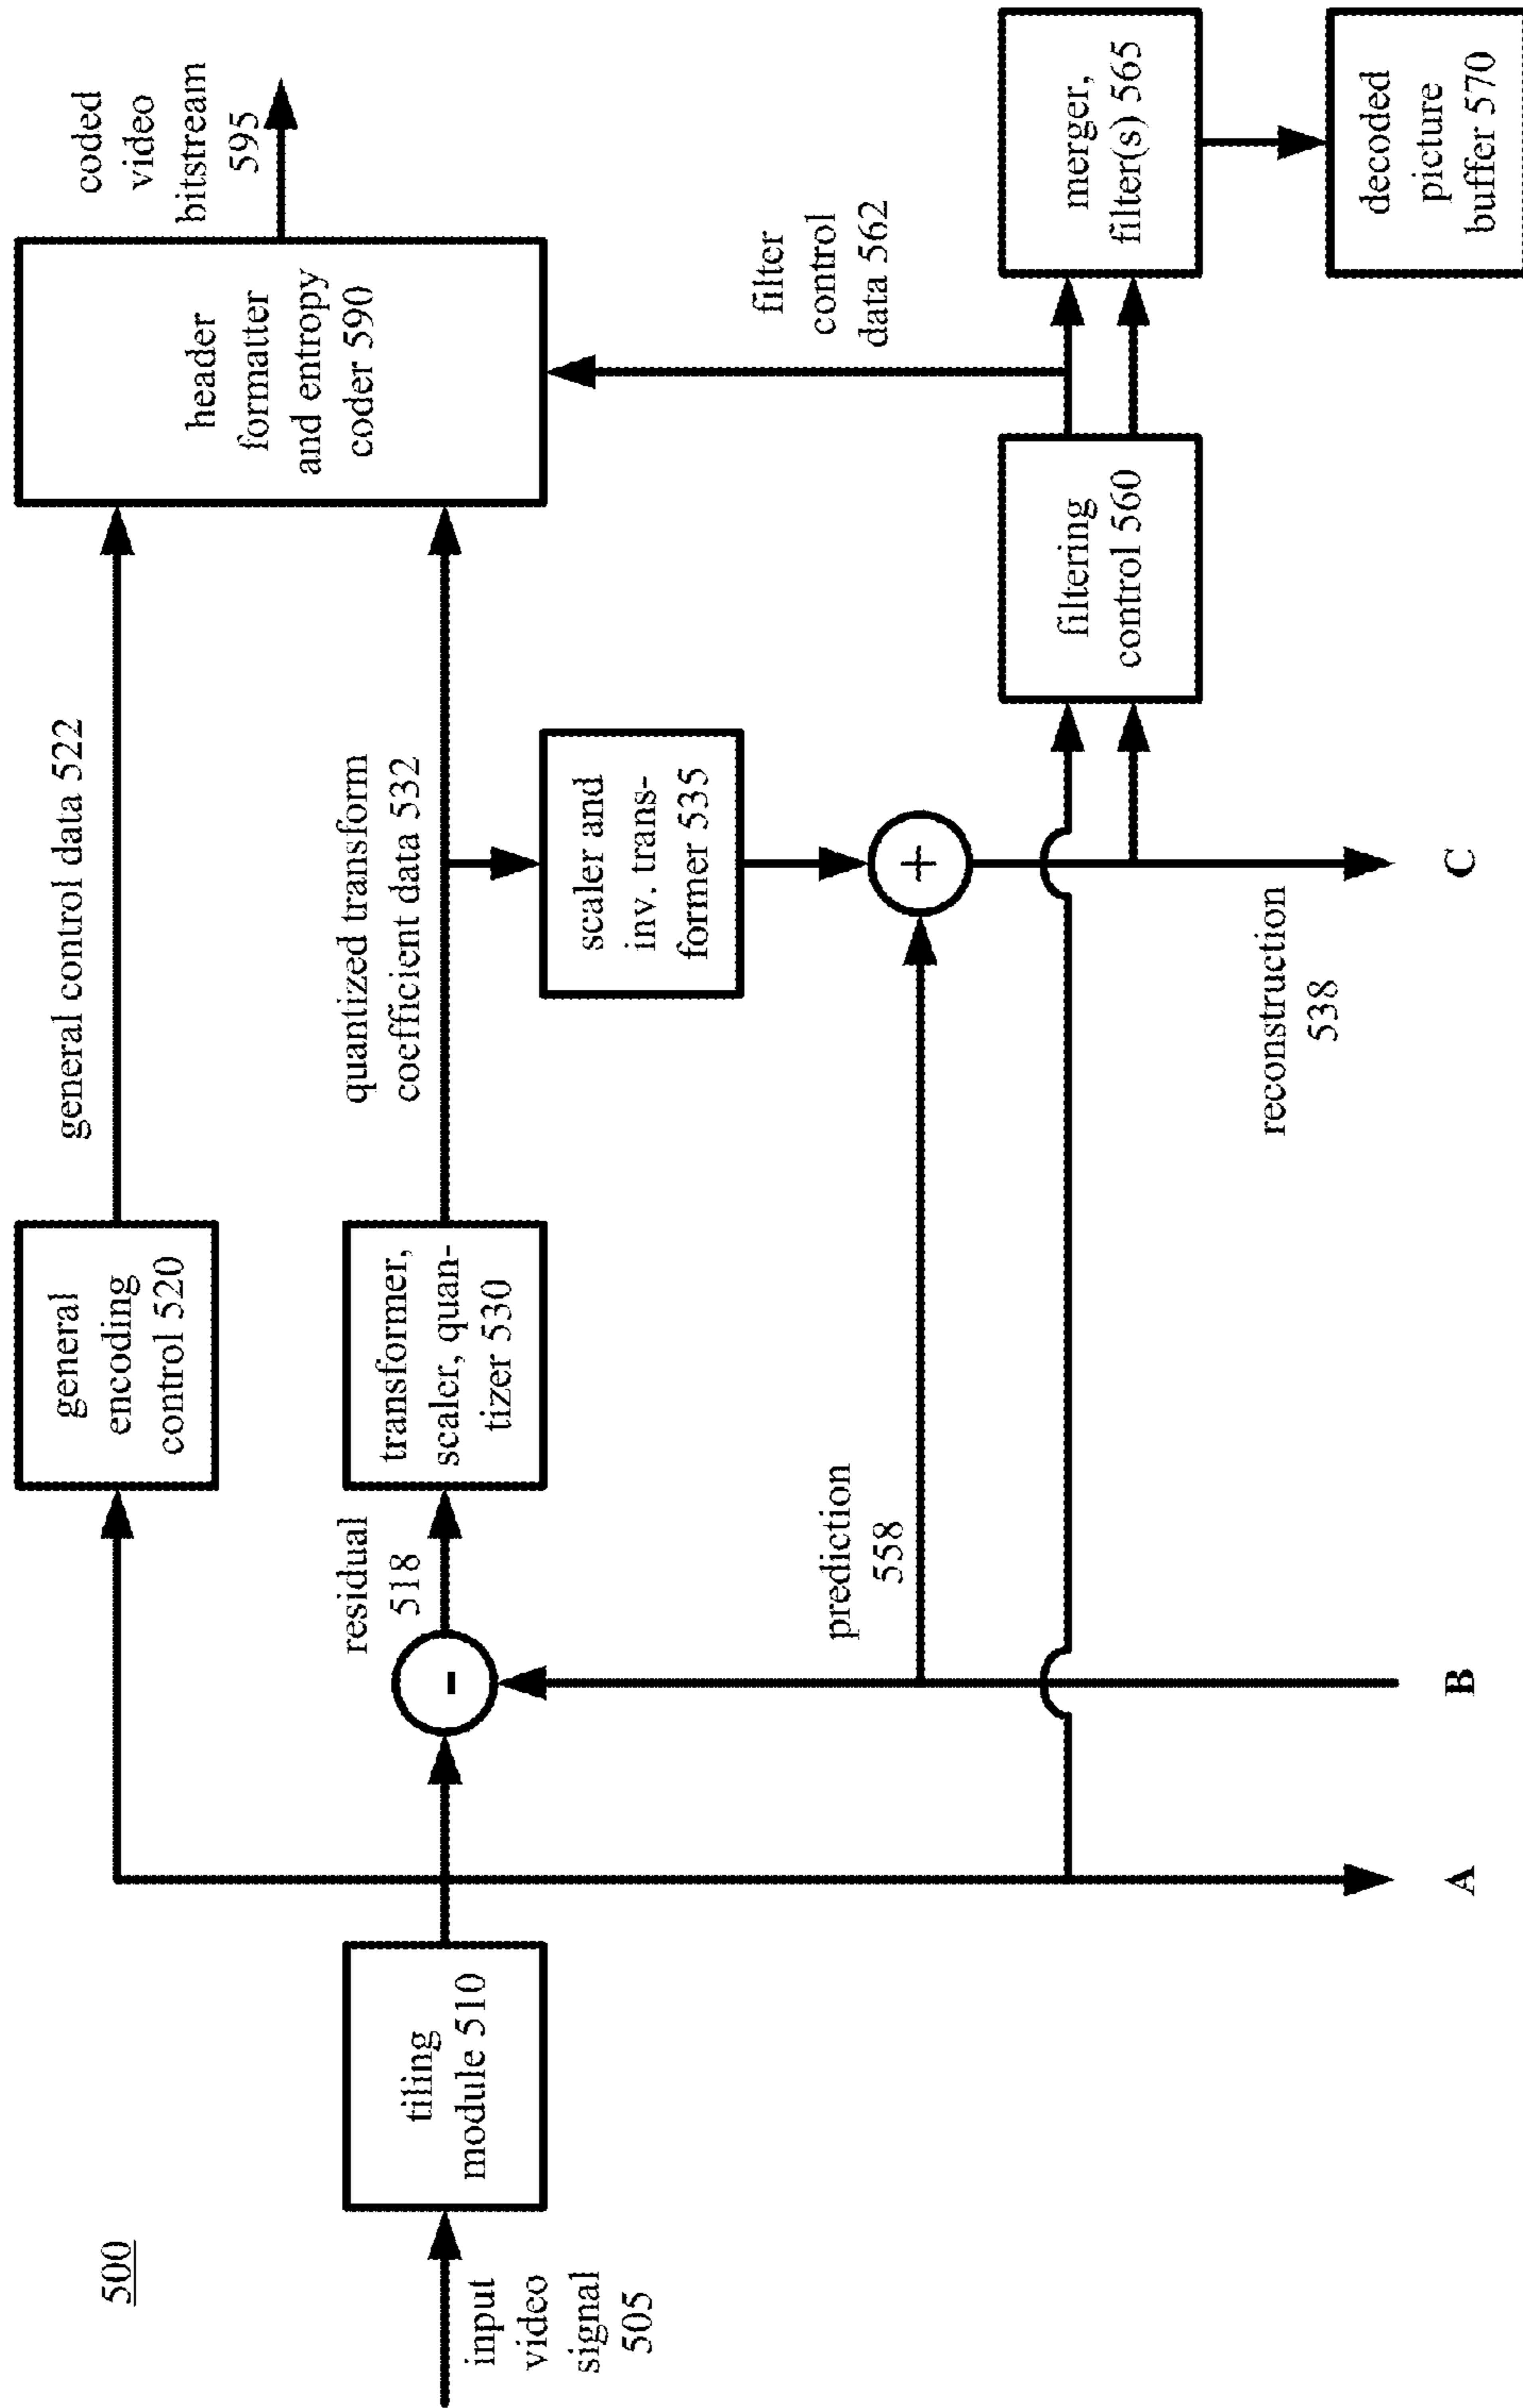 500
input
video
signal
505
tiling
module 510
general
encoding
control 520
general control data 522
residual
518
transformer,
scaler, quan-
tizer 530
quantized transform
coefficient data 532
header
formatter
and entropy
coder 590
coded
video
bitstream
595
scaler and
inv. trans-
former 535
prediction
558
-
+
filter
control
data 562
filtering
control 560
merger,
filter(s) 565
decoded
picture
buffer 570
reconstruction
538
A
B
C